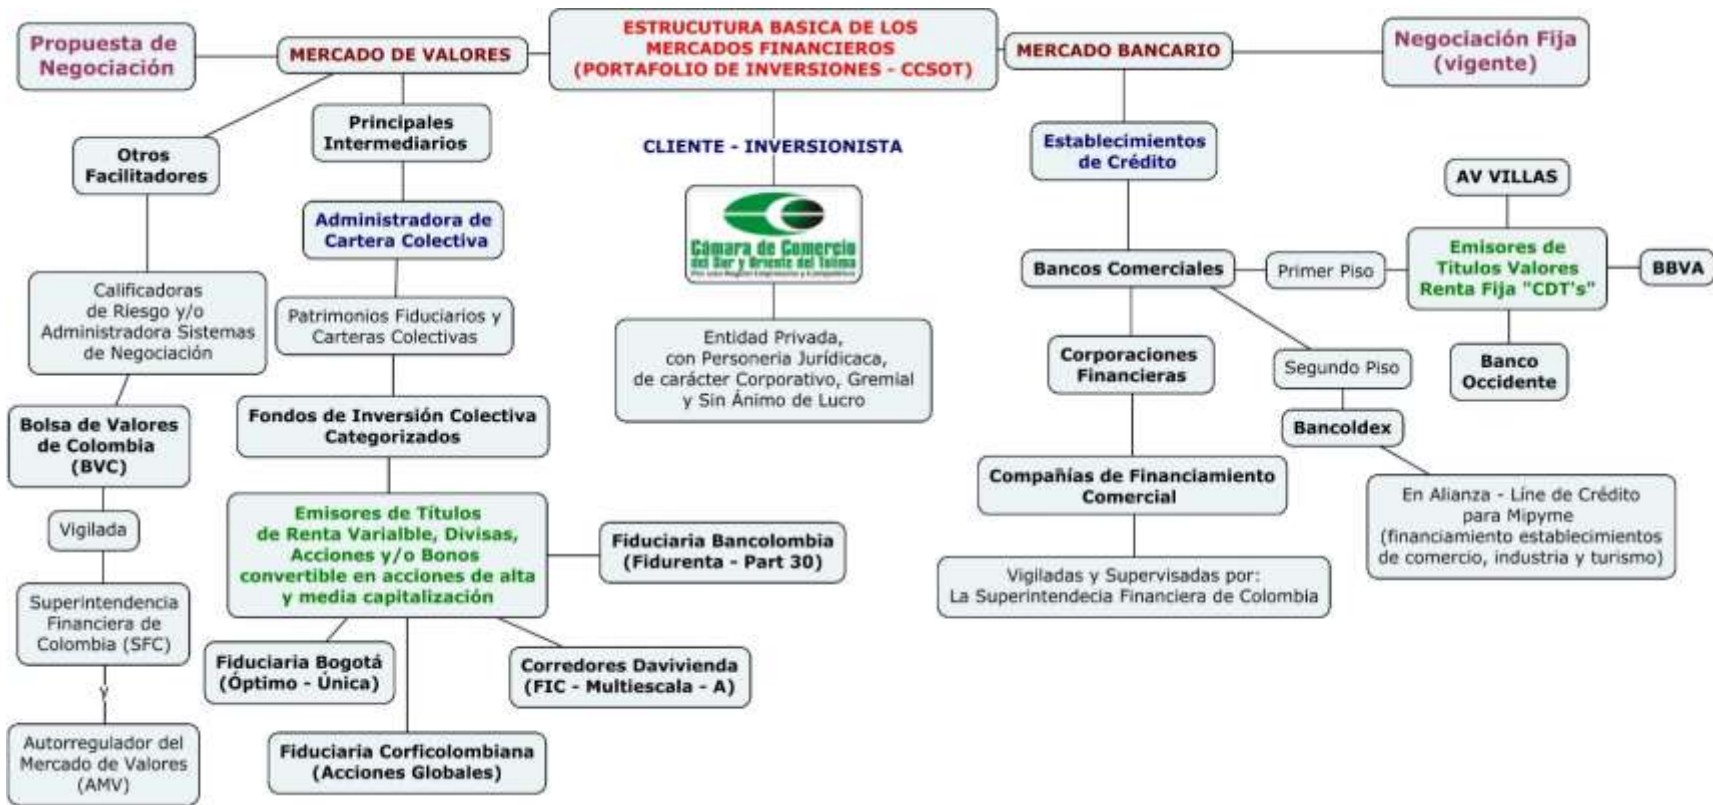 ESTRUCUTURA BASICA DE LOS
MERCADOS FINANCIEROS
(PORTAFOLIO DE INVERSIONES - CCSOT)
Propuesta de
Negociación
MERCADO DE VALORES
MERCADO BANCARIO
Negociación Fija
(vigente)
Otros
Facilitadores
Calificadoras
de Riesgo y/o
Administradora Sistemas
de Negociación
Bolsa de Valores
de Colombia
(BVC)
Vigilada
Superintendencia
Financiera de
Colombia (SFC)
y
Autorregulador del
Mercado de Valores
(AMV)
Principales
Intermediarios
Administradora de
Cartera Colectiva
Patrimonios Fiduciarios y
Carteras Colectivas
Fondos de Inversión Colectiva
Categorizados
Emisores de Títulos
de Renta Varialble, Divisas,
Acciones y/o Bonos
convertible en acciones de alta
y media capitalización
Fiduciaria Bancolombia
(Fidurenta - Part 30)
Fiduciaria Bogotá
(Óptimo - Única)
Corredores Davivienda
(FIC - Multiescala - A)
Fiduciaria Corficolombiana
(Acciones Globales)
CLIENTE - INVERSIONISTA
Cámara de Comercio
del Sur y Oriente del Tolima
Entidad Privada,
con Personeria Jurídicaca,
de carácter Corporativo, Gremial
y Sin Ánimo de Lucro
Establecimientos
de Crédito
Bancos Comerciales
Primer Piso
Emisores de
Titulos Valores
Renta Fija "CDT's"
AV VILLAS
BBVA
Banco
Occidente
Corporaciones
Financieras
Segundo Piso
Bancoldex
En Alianza - Líne de Crédito
para Mipyme
(financiamiento establecimientos
de comercio, industria y turismo)
Compañías de Financiamiento
Comercial
Vigiladas y Supervisadas por:
La Superintendecia Financiera de Colombia